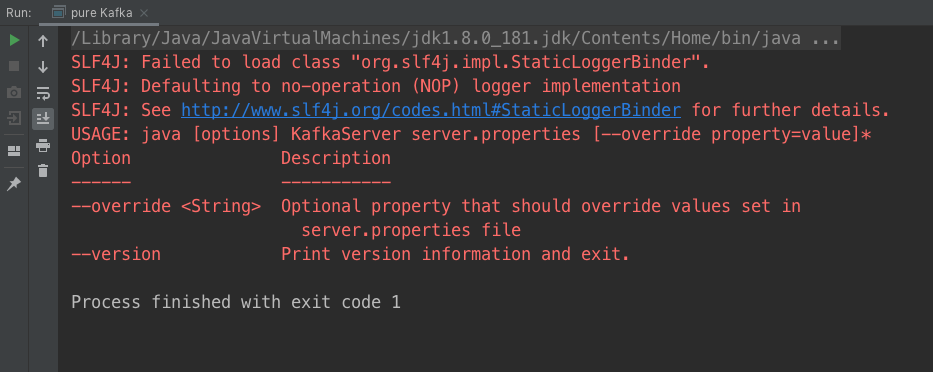 Run: pure Kafka
/Library/Java/JavaVirtualMachines/jdk1.8.0_181.jdk/Contents/Home/bin/java ...
SLF4J: Failed to load class "org.slf4j.impl.StaticLoggerBinder".
SLF4J: Defaulting to no-operation (NOP) logger implementation
SLF4J: See http://www.slf4j.org/codes.html#StaticLoggerBinder for further details.
USAGE: java [options] KafkaServer server.properties [--override property=value]*
Option               Description
------               -----------
--override <String>  Optional property that should override values set in
                       server.properties file
--version            Print version information and exit.
Process finished with exit code 1